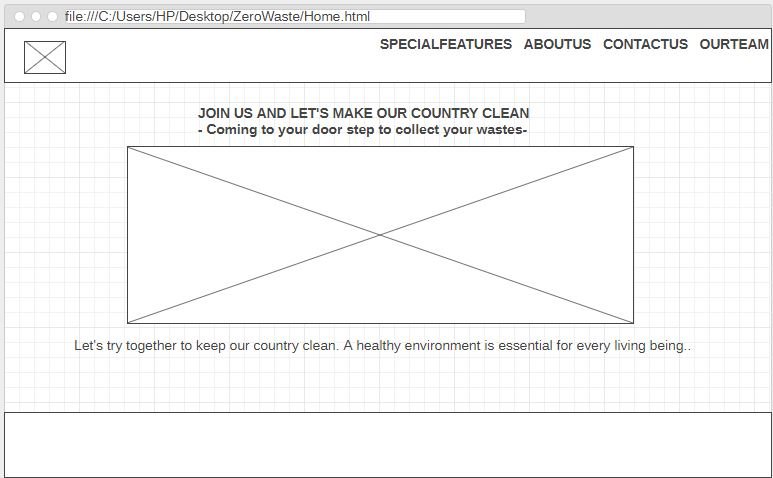 file:///C:/Users/HP/Desktop/ZeroWaste/Home.html
SPECIALFEATURES ABOUTUS CONTACTUS OURTEAM
JOIN US AND LET'S MAKE OUR COUNTRY CLEAN
- Coming to your door step to collect your wastes-
Let's try together to keep our country clean. A healthy environment is essential for every living being..